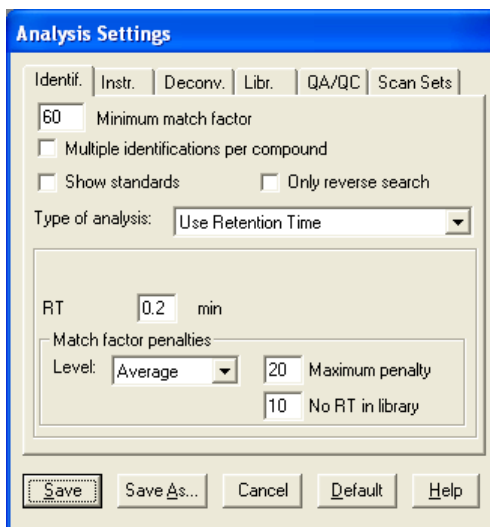 Analysis Settings
Identif. Instr. Deconv. Libr. QA/QC Scan Sets
60 Minimum match factor
Multiple identifications per compound
Show standards Only reverse search
Type of analysis: Use Retention Time
RT 0.2 min
Match factor penalties
Level: Average 20 Maximum penalty
10 No RT in library
Save Save As... Cancel Default Help